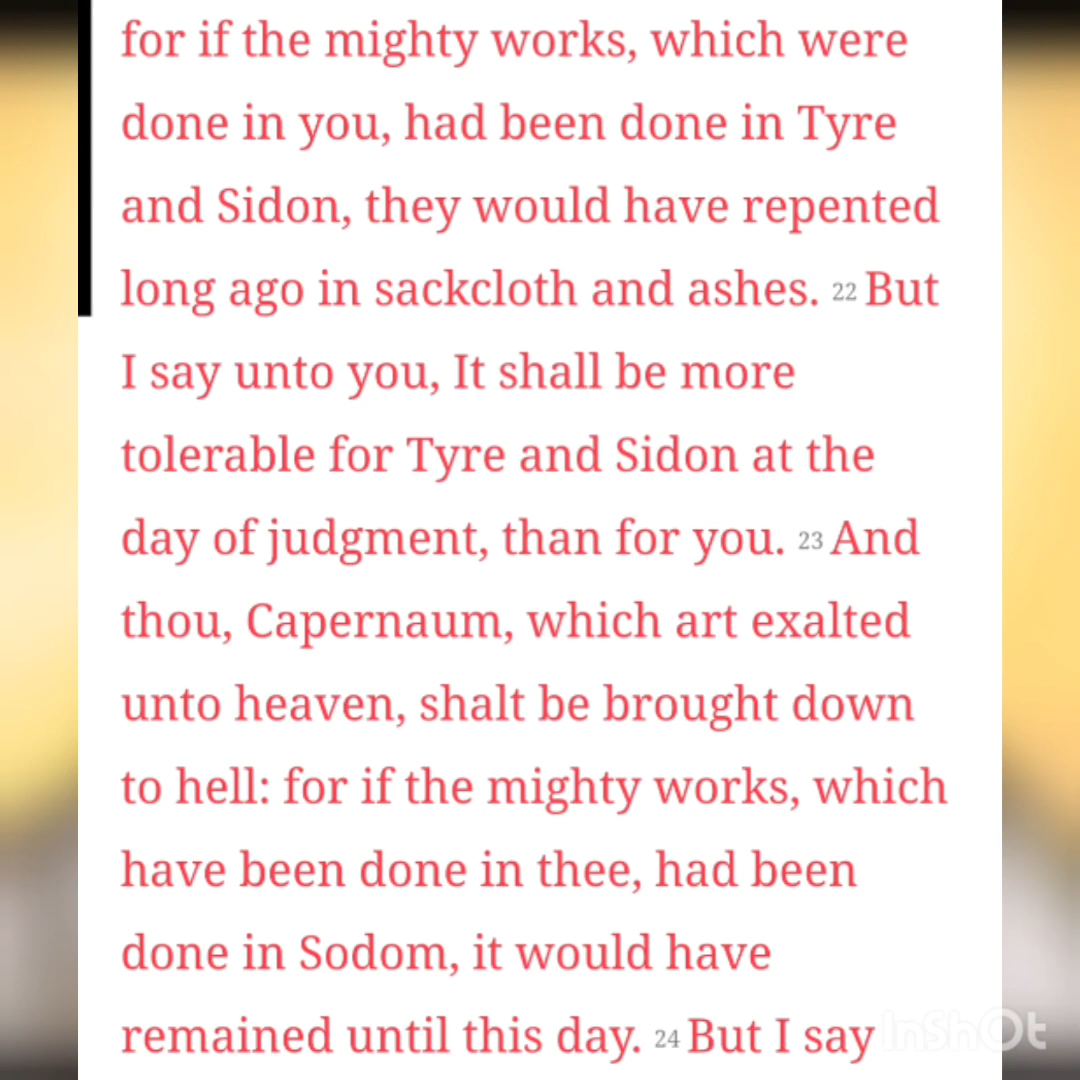 for if the mighty works, which were
done in you, had been done in Tyre
and Sidon, they would have repented
long ago in sackcloth and ashes. 22 But
I say unto you, It shall be more
tolerable for Tyre and Sidon at the
day of judgment, than for you. 23 And
thou, Capernaum, which art exalted
unto heaven, shalt be brought down
to hell: for if the mighty works, which
have been done in thee, had been
done in Sodom, it would have
remained until this day. 24 But I say
InShOt